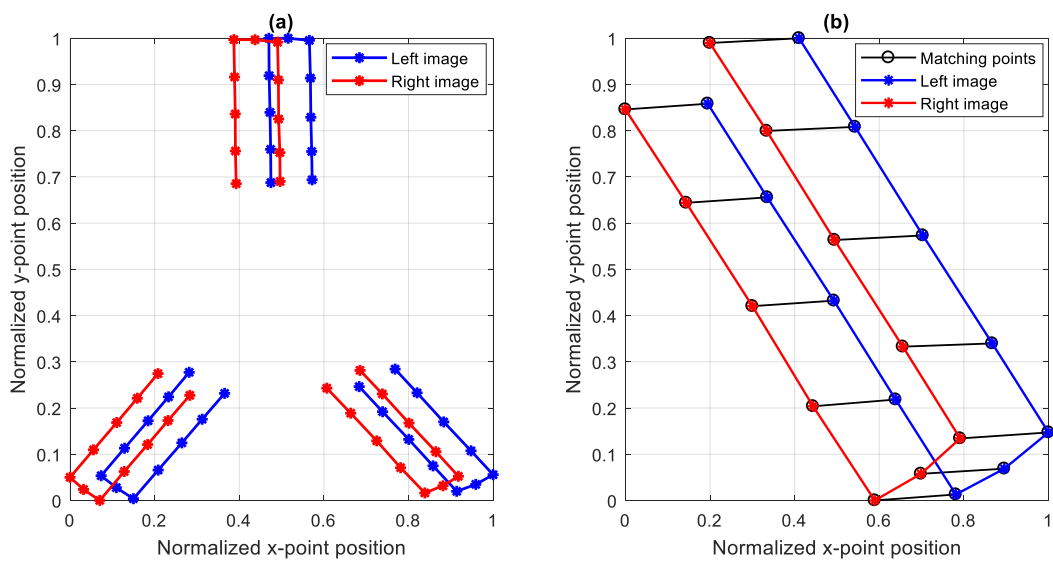 (a)
Left image
Right image
1
0.9
0.8
0.7
0.6
0.5
0.4
0.3
0.2
0.1
0
0 0.2 0.4 0.6 0.8 1
Normalized y-point position
Normalized x-point position
(b)
Matching points
Left image
Right image
1
0.9
0.8
0.7
0.6
0.5
0.4
0.3
0.2
0.1
0
0 0.2 0.4 0.6 0.8 1
Normalized y-point position
Normalized x-point position